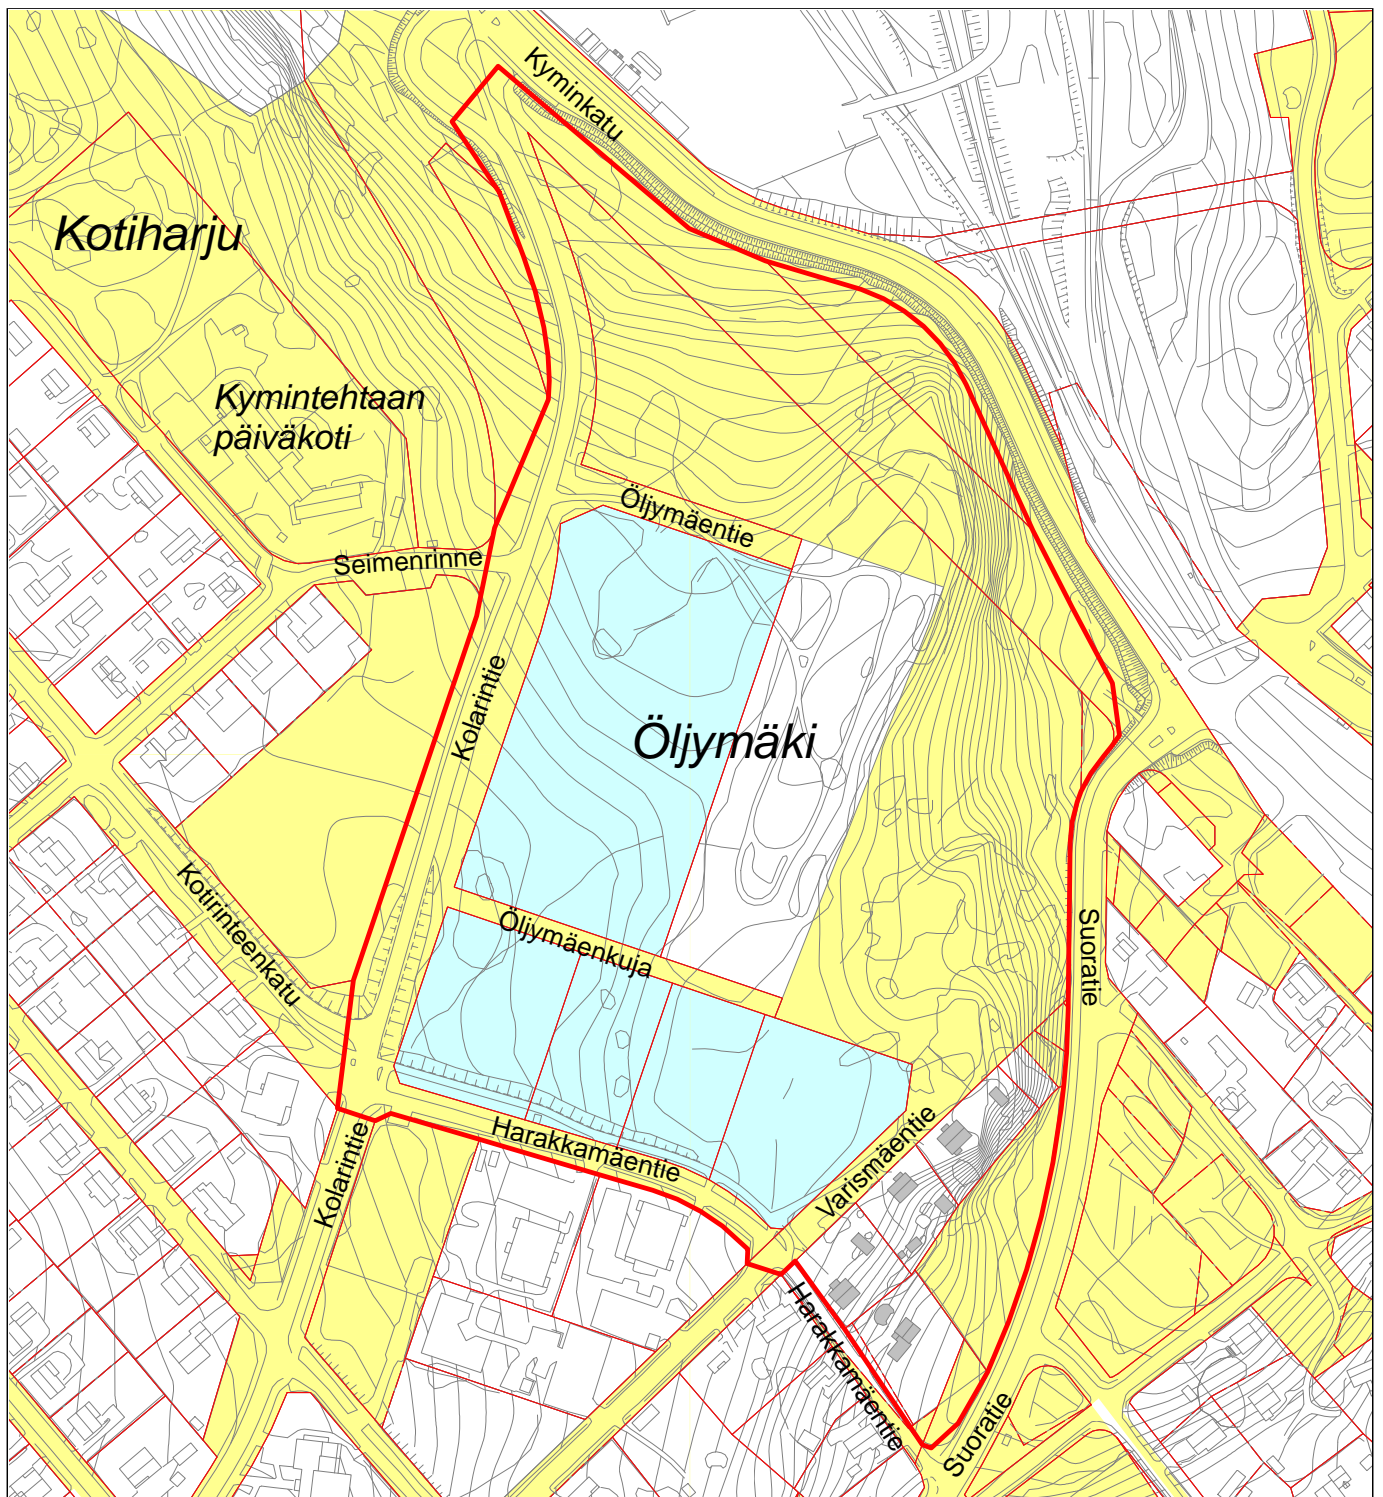 Kyminkatu
Kotiharju
Kymintehtaan
päiväkoti
Öljymäentie
Seimenrinne
Kolarintie
Öljymäki
Kotirinteenkatu
Öljymäenkuja
Suoratie
Harakkamäentie
Varismäentie
Kolarintie
Harakkamäentie
Suoratie